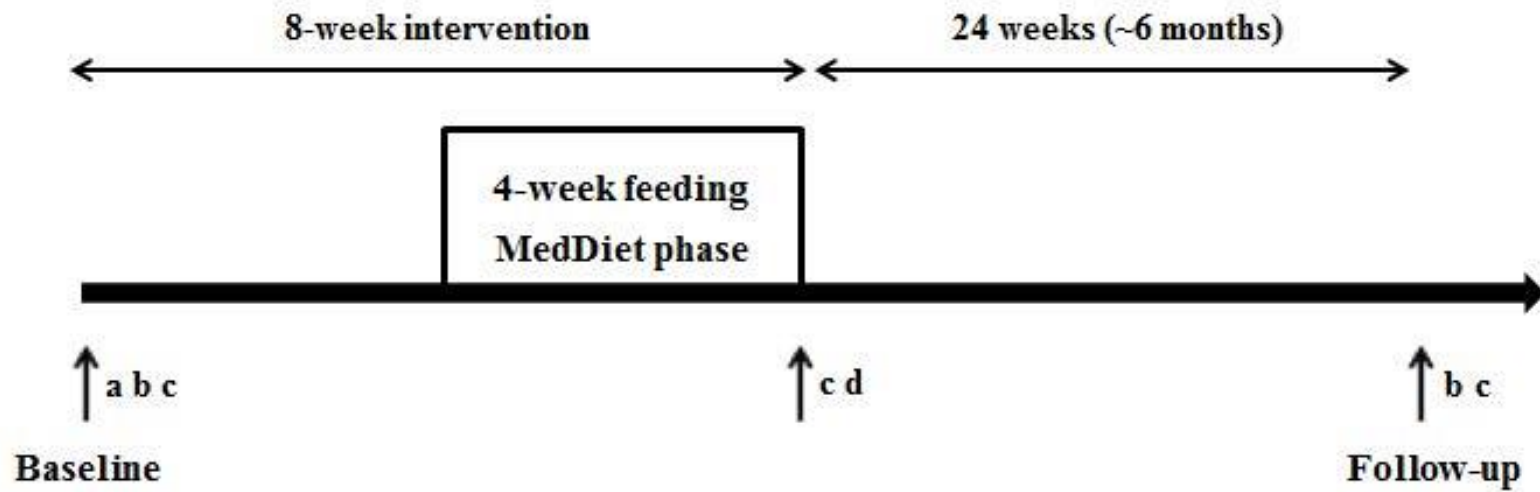 8-week intervention
24 weeks (~6 months)
4-week feeding
MedDiet phase
a b c
c d
b c
Baseline
Follow-up